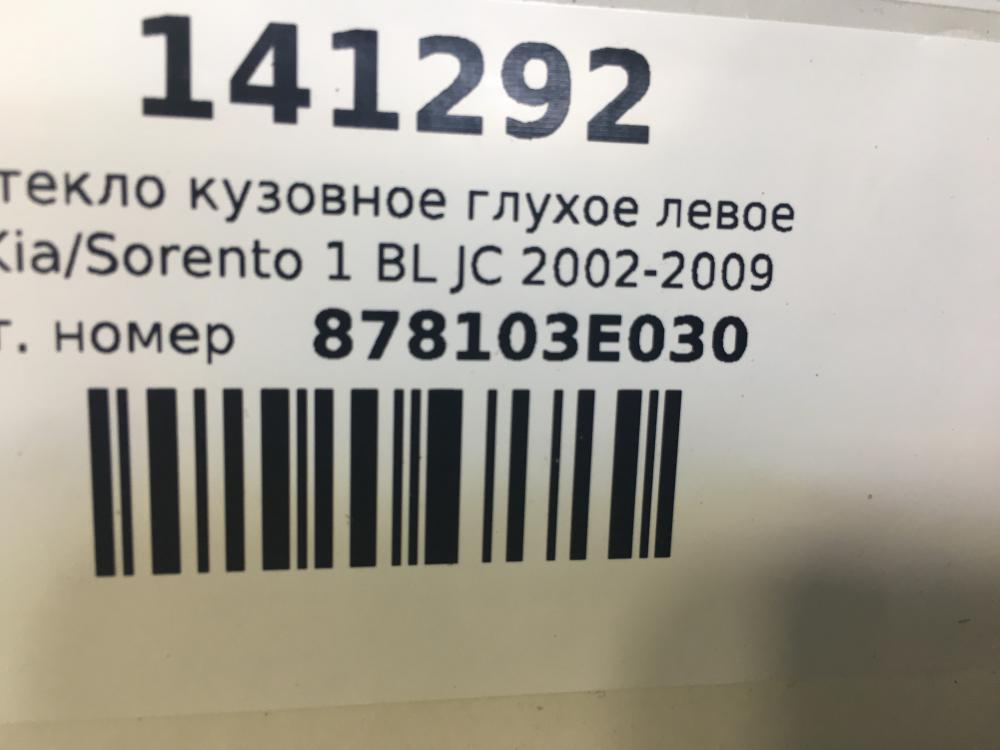 141292
текло кузовное глухое левое
Kia/Sorento 1 BL JC 2002-2009
т. номер 878103E030